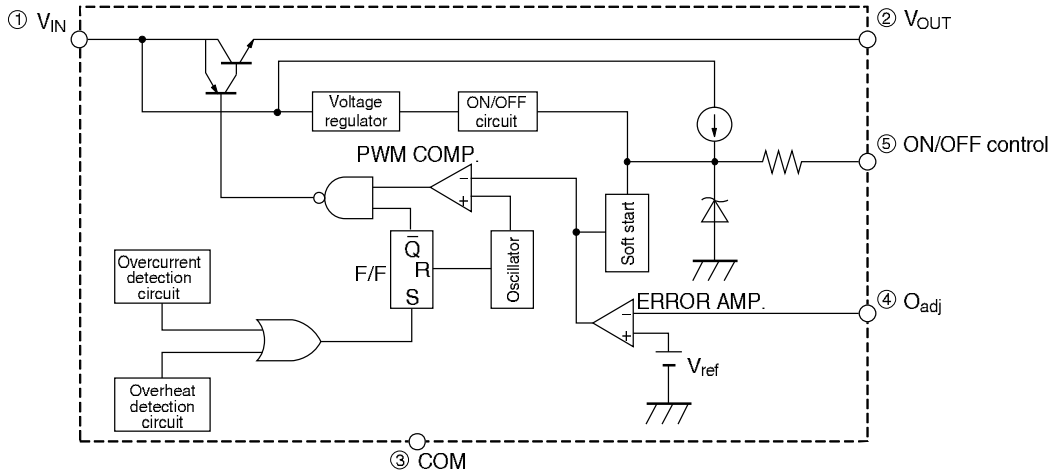 ① VIN
② VOUT
Voltage
regulator
ON/OFF
circuit
⑤ ON/OFF control
PWM COMP.
−
+
Soft start
Oscillator
F/F
Q̅
R
S
Overcurrent
detection
circuit
ERROR AMP.
−
+
④ Oadj
Vref
Overheat
detection
circuit
③ COM